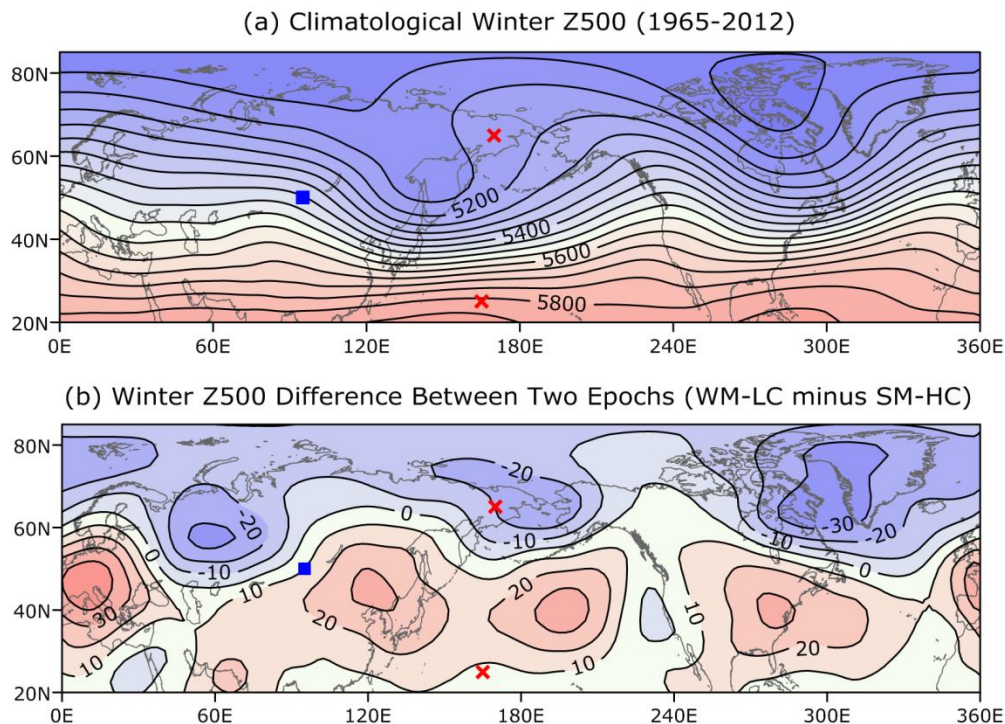 (a) Climatological Winter Z500 (1965-2012)
80N
60N
40N
20N
5200
5400
5600
5800
0E 60E 120E 180E 240E 300E 360E
(b) Winter Z500 Difference Between Two Epochs (WM-LC minus SM-HC)
80N
60N
40N
20N
-20
-20
0
-10
-10
0
-30
-20
0
-10
0
10
10
20
20
10
20
30
10
10
10
0E 60E 120E 180E 240E 300E 360E